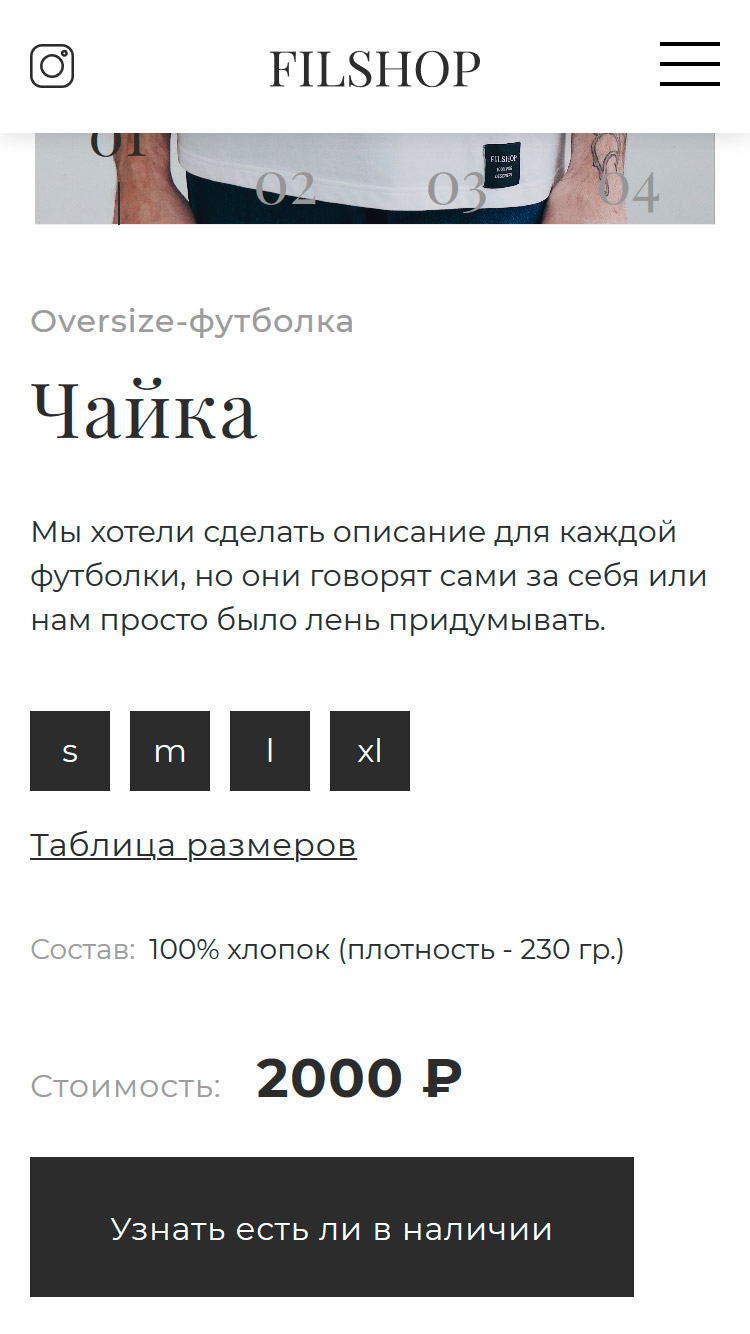 FILSHOP
01
02
03
04
FILSHOP
Oversize-футболка
Чайка
Мы хотели сделать описание для каждой
футболки, но они говорят сами за себя или
нам просто было лень придумывать.
s m l xl
Таблица размеров
Состав: 100% хлопок (плотность - 230 гр.)
Стоимость: 2000 ₽
Узнать есть ли в наличии